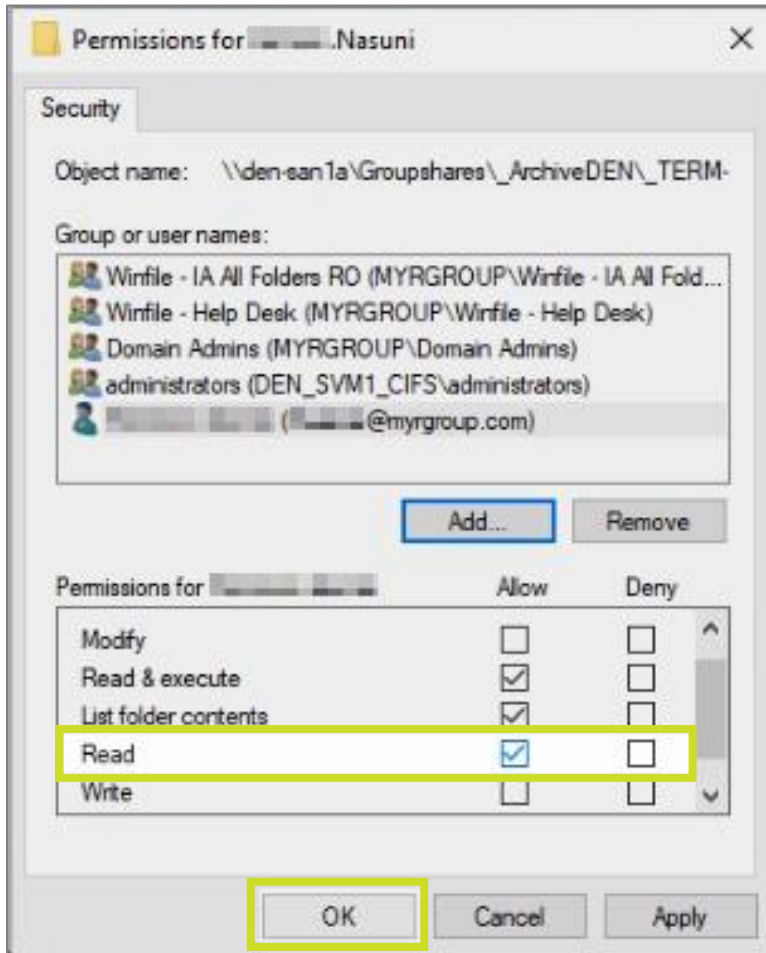 Permissions for .Nasuni
Security
Object name: \\den-san1a\Groupshares\_ArchiveDEN\_TERM-
Group or user names:
Winfile - IA All Folders RO (MYRGROUP\Winfile - IA All Fold...
Winfile - Help Desk (MYRGROUP\Winfile - Help Desk)
Domain Admins (MYRGROUP\Domain Admins)
administrators (DEN_SVM1_CIFS\administrators)
( @myrgroup.com)
Add... Remove
Permissions for Allow Deny
Modify
Read & execute
List folder contents
Read
Write
OK Cancel Apply